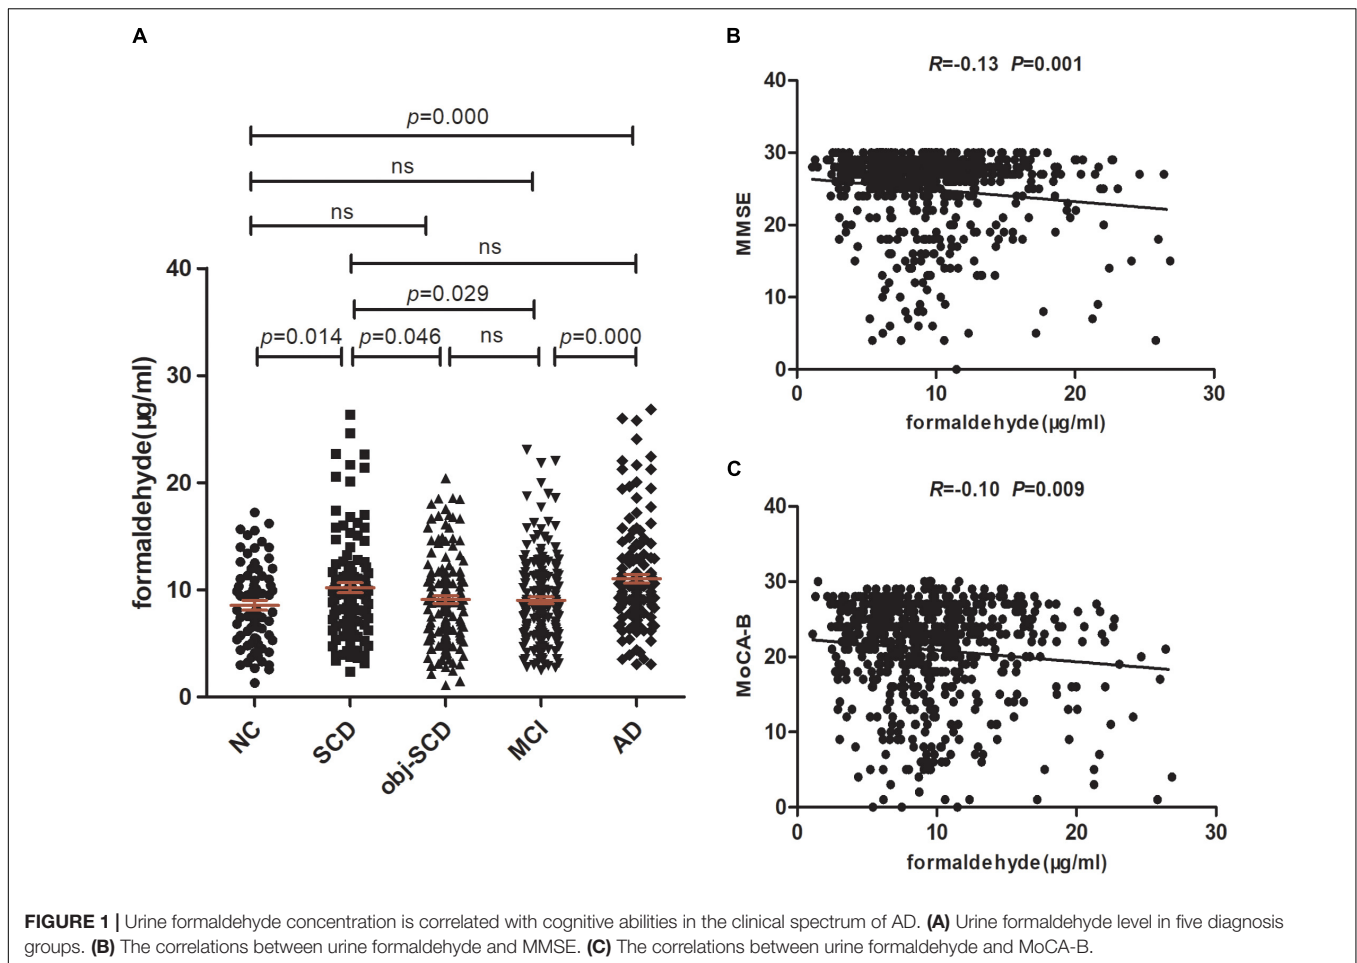 A
p=0.000
ns
ns
ns
p=0.029
p=0.014
p=0.046
ns
p=0.000
40
30
20
10
0
formaldehyde(µg/ml)
NC
SCD
obj-SCD
MCI
AD
B
R=-0.13 P=0.001
40
30
20
10
0
MMSE
0
10
20
30
formaldehyde(µg/ml)
C
R=-0.10 P=0.009
40
30
20
10
0
MoCA-B
0
10
20
30
formaldehyde(µg/ml)
FIGURE 1 | Urine formaldehyde concentration is correlated with cognitive abilities in the clinical spectrum of AD. (A) Urine formaldehyde level in five diagnosis
groups. (B) The correlations between urine formaldehyde and MMSE. (C) The correlations between urine formaldehyde and MoCA-B.